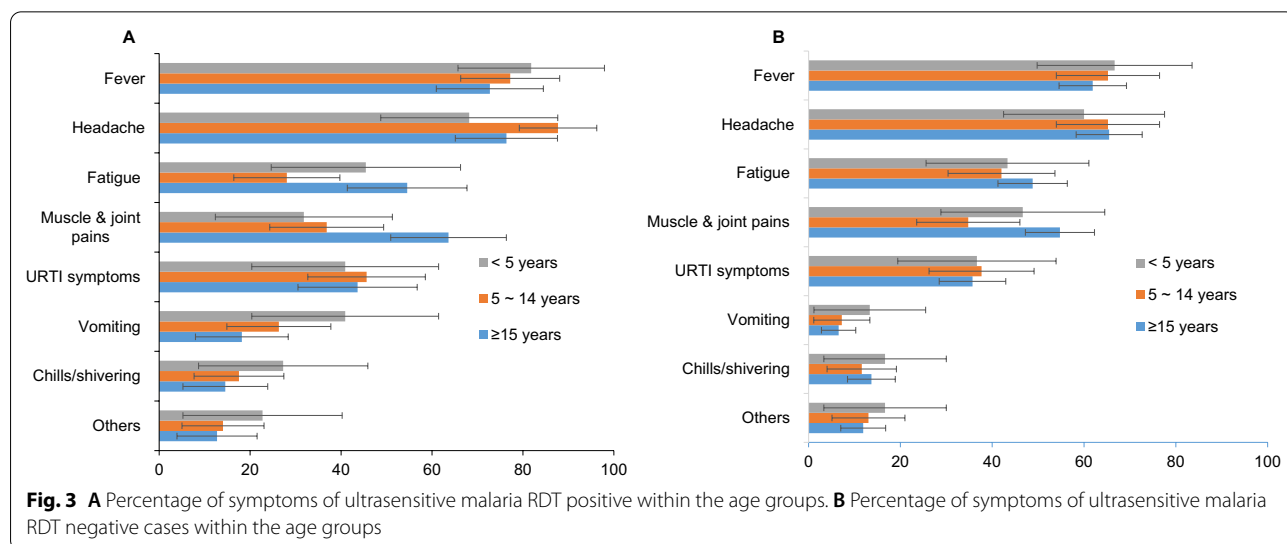 A
Fever
Headache
Fatigue
Muscle & joint
pains
URTI symptoms
Vomiting
Chills/shivering
Others
< 5 years
5 ~ 14 years
≥15 years
0 20 40 60 80 100
B
Fever
Headache
Fatigue
Muscle & joint pains
URTI symptoms
Vomiting
Chills/shivering
Others
< 5 years
5 ~ 14 years
≥15 years
0 20 40 60 80 100
Fig. 3 A Percentage of symptoms of ultrasensitive malaria RDT positive within the age groups. B Percentage of symptoms of ultrasensitive malaria
RDT negative cases within the age groups